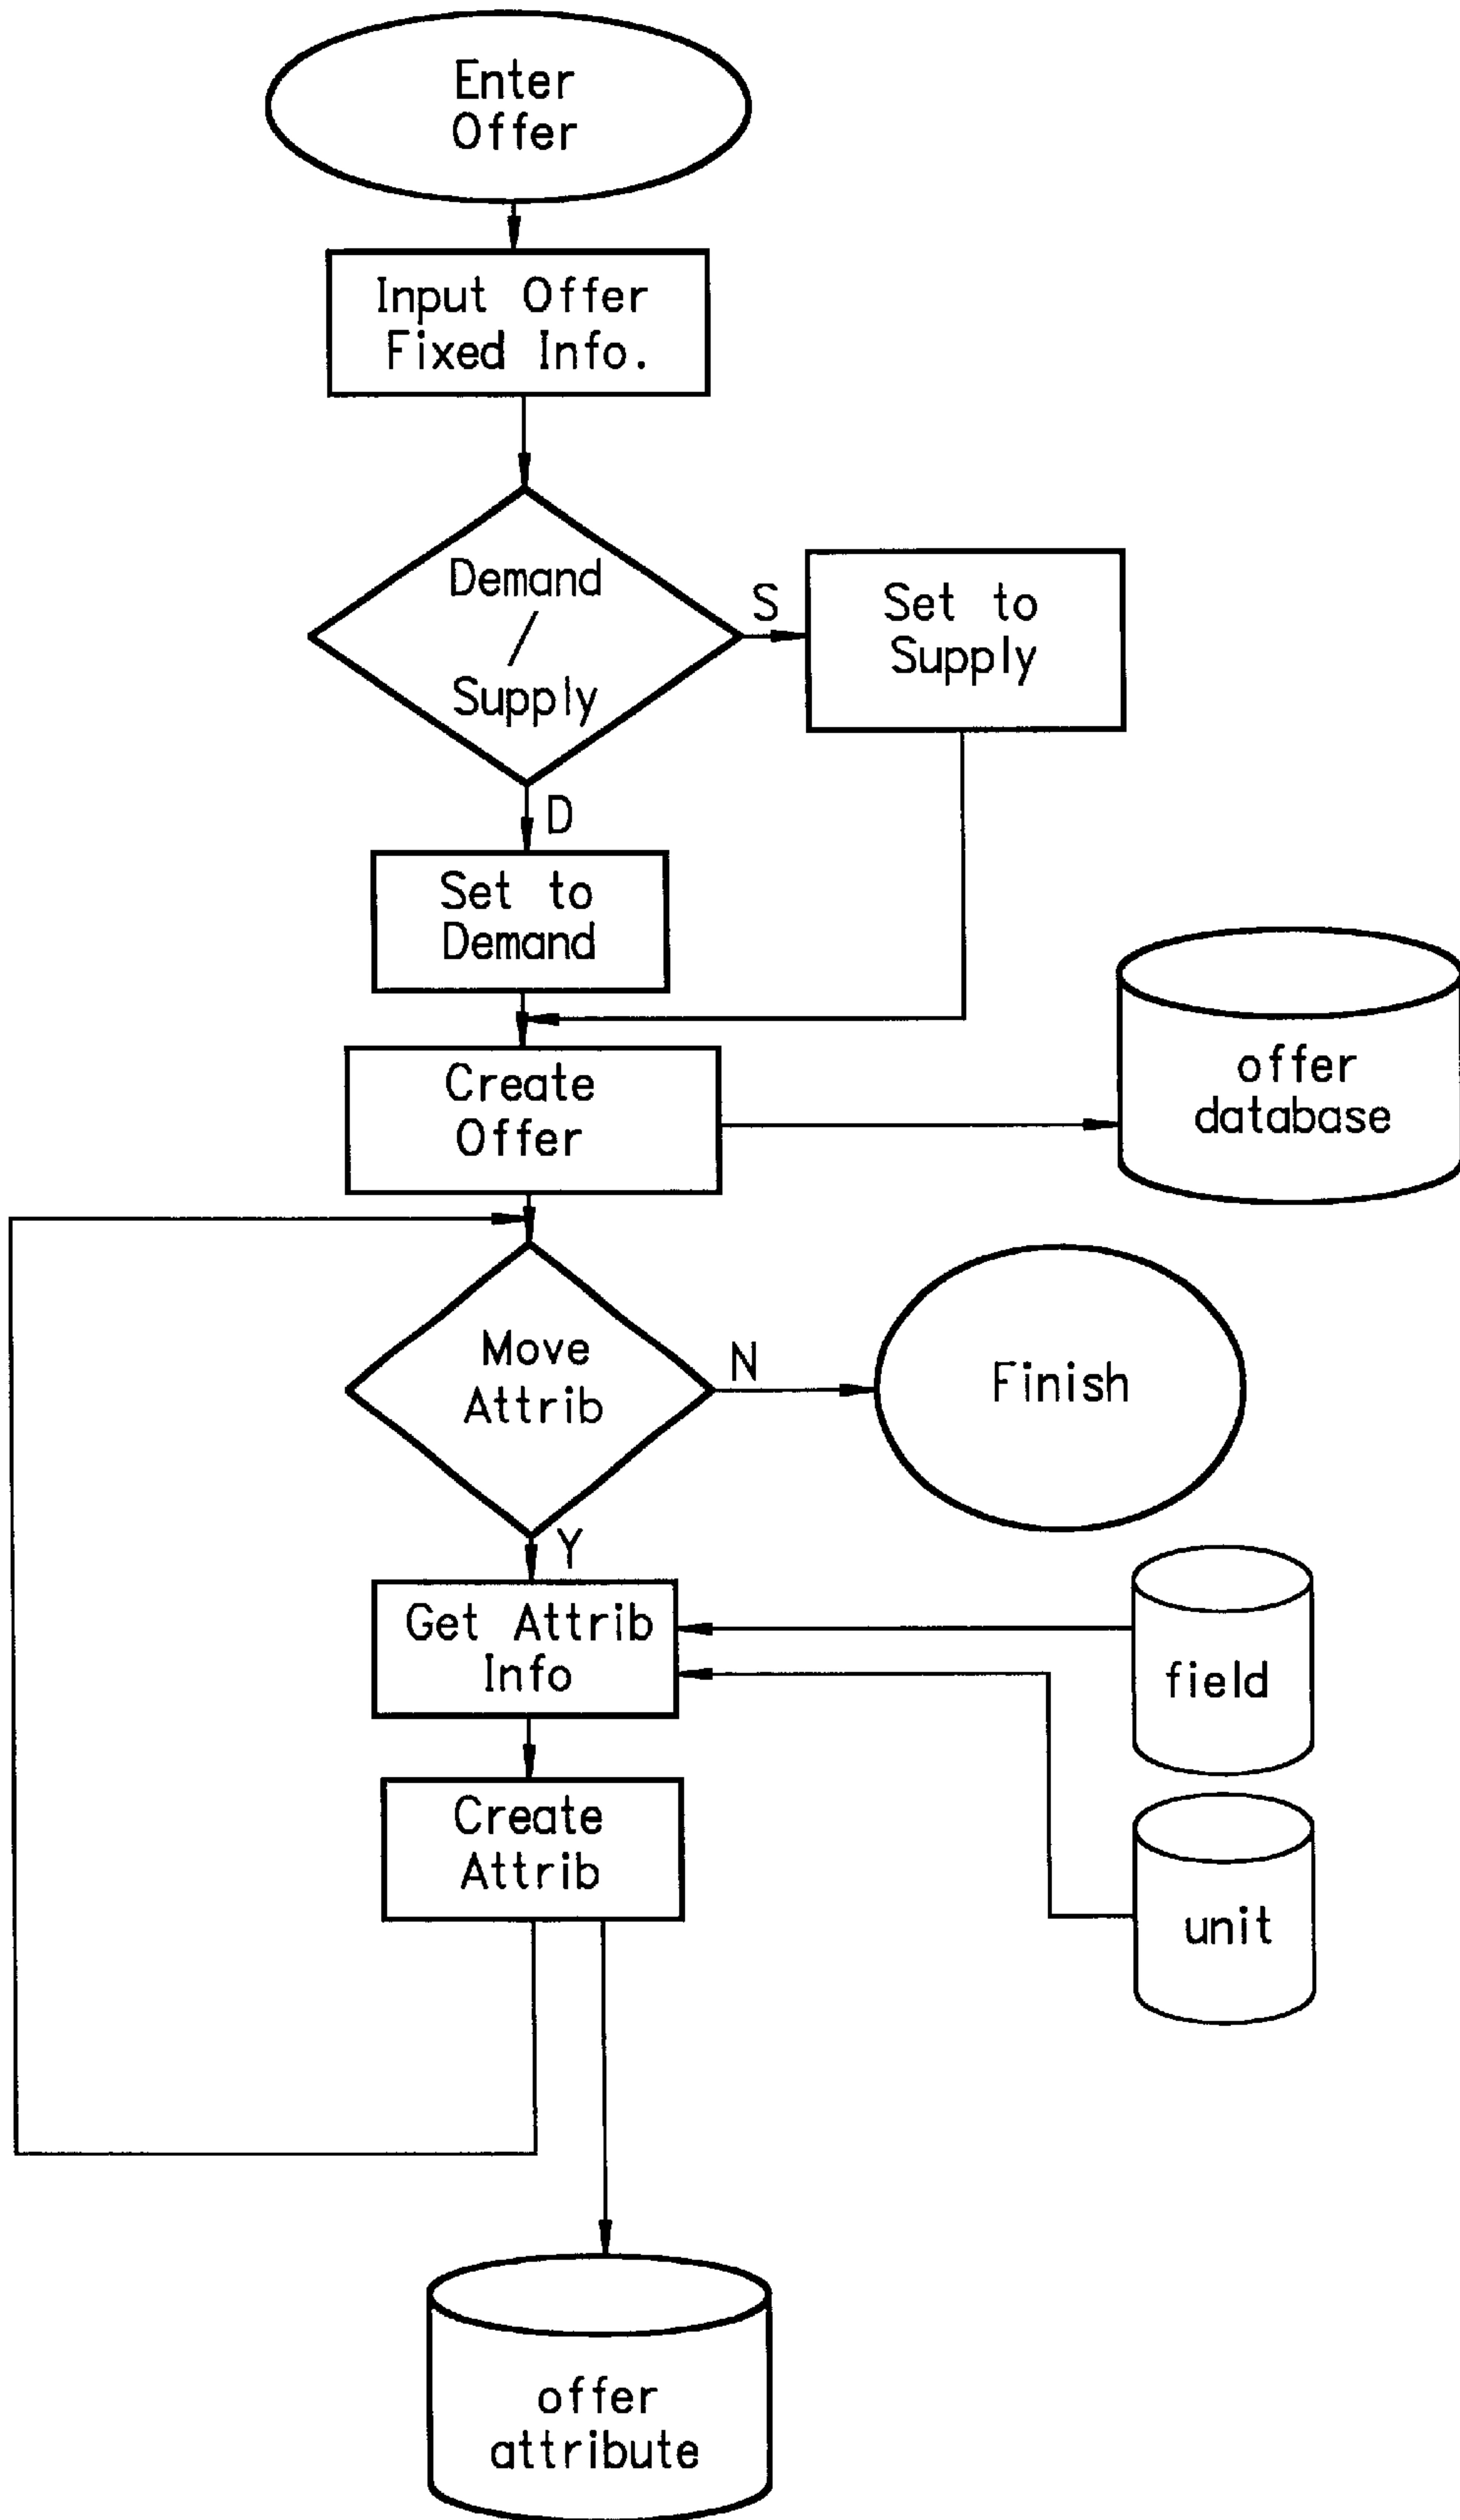 Enter
Offer
Input Offer
Fixed Info.
Demand
/
Supply
S
Set to
Supply
D
Set to
Demand
Create
Offer
offer
database
Move
Attrib
N
Finish
Y
Get Attrib
Info
field
Create
Attrib
unit
offer
attribute